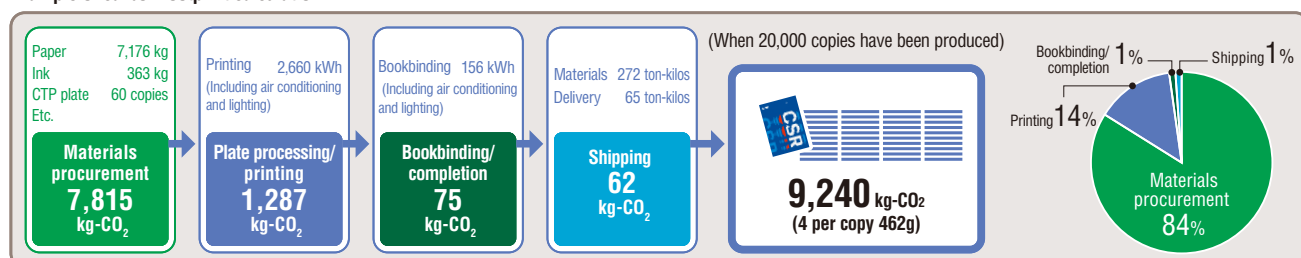 Paper 7,176 kg
Ink 363 kg
CTP plate 60 copies
Etc.
Materials
procurement
7,815
kg-CO2
Printing 2,660 kWh
(Including air conditioning
and lighting)
Plate processing/
printing
1,287
kg-CO2
Bookbinding 156 kWh
(Including air conditioning
and lighting)
Bookbinding/
completion
75
kg-CO2
Materials 272 ton-kilos
Delivery 65 ton-kilos
Shipping
62
kg-CO2
(When 20,000 copies have been produced)
CSR
9,240 kg-CO2
(4 per copy 462g)
Bookbinding/
completion 1%
Shipping 1%
Printing 14%
Materials
procurement
84%